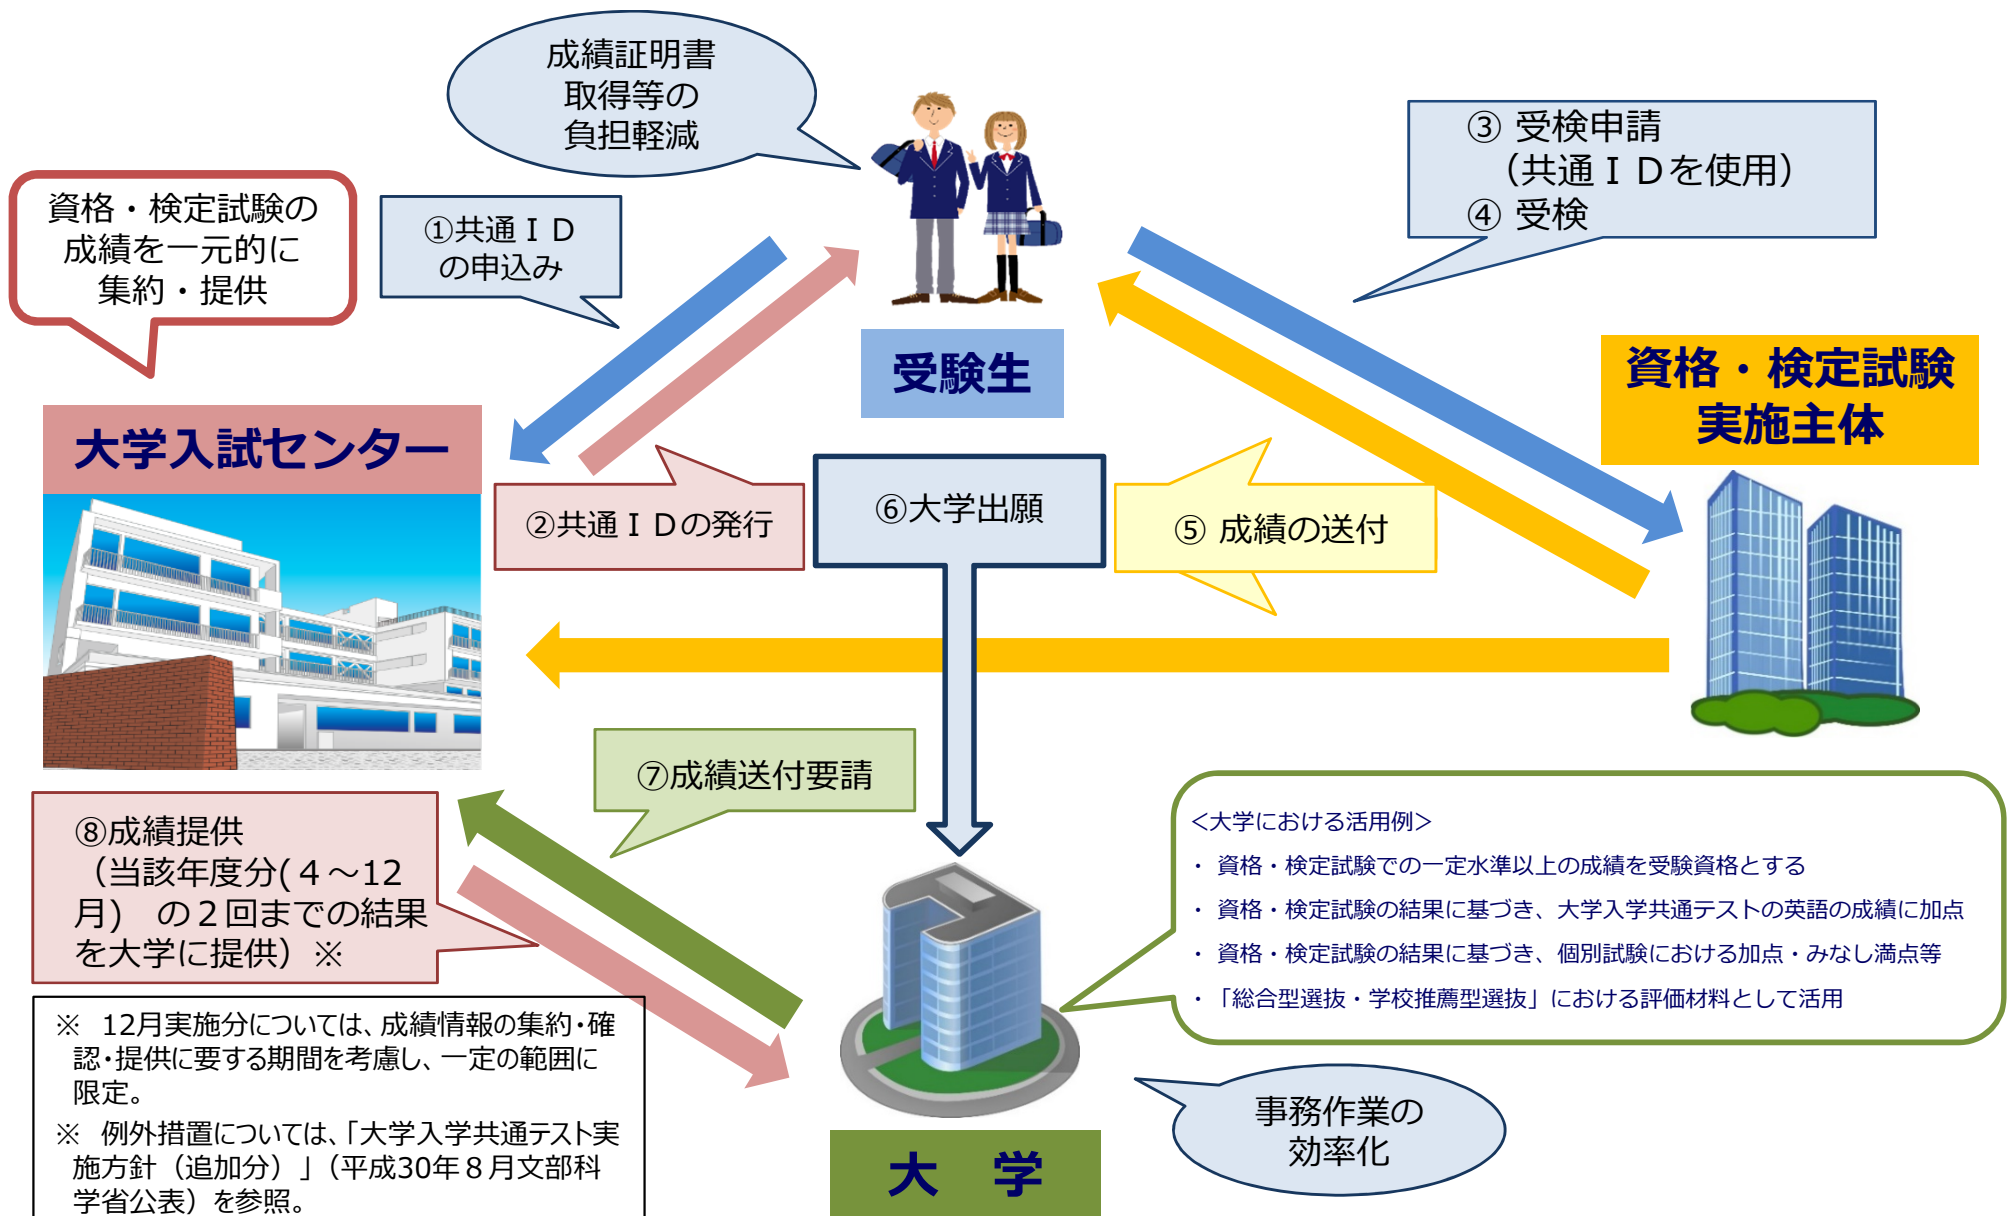 成績証明書
取得等の
負担軽減
③ 受検申請
（共通ＩＤを使用）
④ 受検
資格・検定試験の
成績を一元的に
集約・提供
①共通ＩＤ
の申込み
受験生
資格・検定試験
実施主体
大学入試センター
②共通ＩＤの発行
⑥大学出願
⑤ 成績の送付
⑦成績送付要請
⑧成績提供
（当該年度分(４～12
月)　の２回までの結果
を大学に提供）※
＜大学における活用例＞
・ 資格・検定試験での一定水準以上の成績を受験資格とする
・ 資格・検定試験の結果に基づき、大学入学共通テストの英語の成績に加点
・ 資格・検定試験の結果に基づき、個別試験における加点・みなし満点等
・「総合型選抜・学校推薦型選抜」における評価材料として活用
※　12月実施分については、成績情報の集約・確
認・提供に要する期間を考慮し、一定の範囲に
限定。
※　例外措置については、「大学入学共通テスト実
施方針（追加分）」（平成30年８月文部科
学省公表）を参照。
事務作業の
効率化
大　学